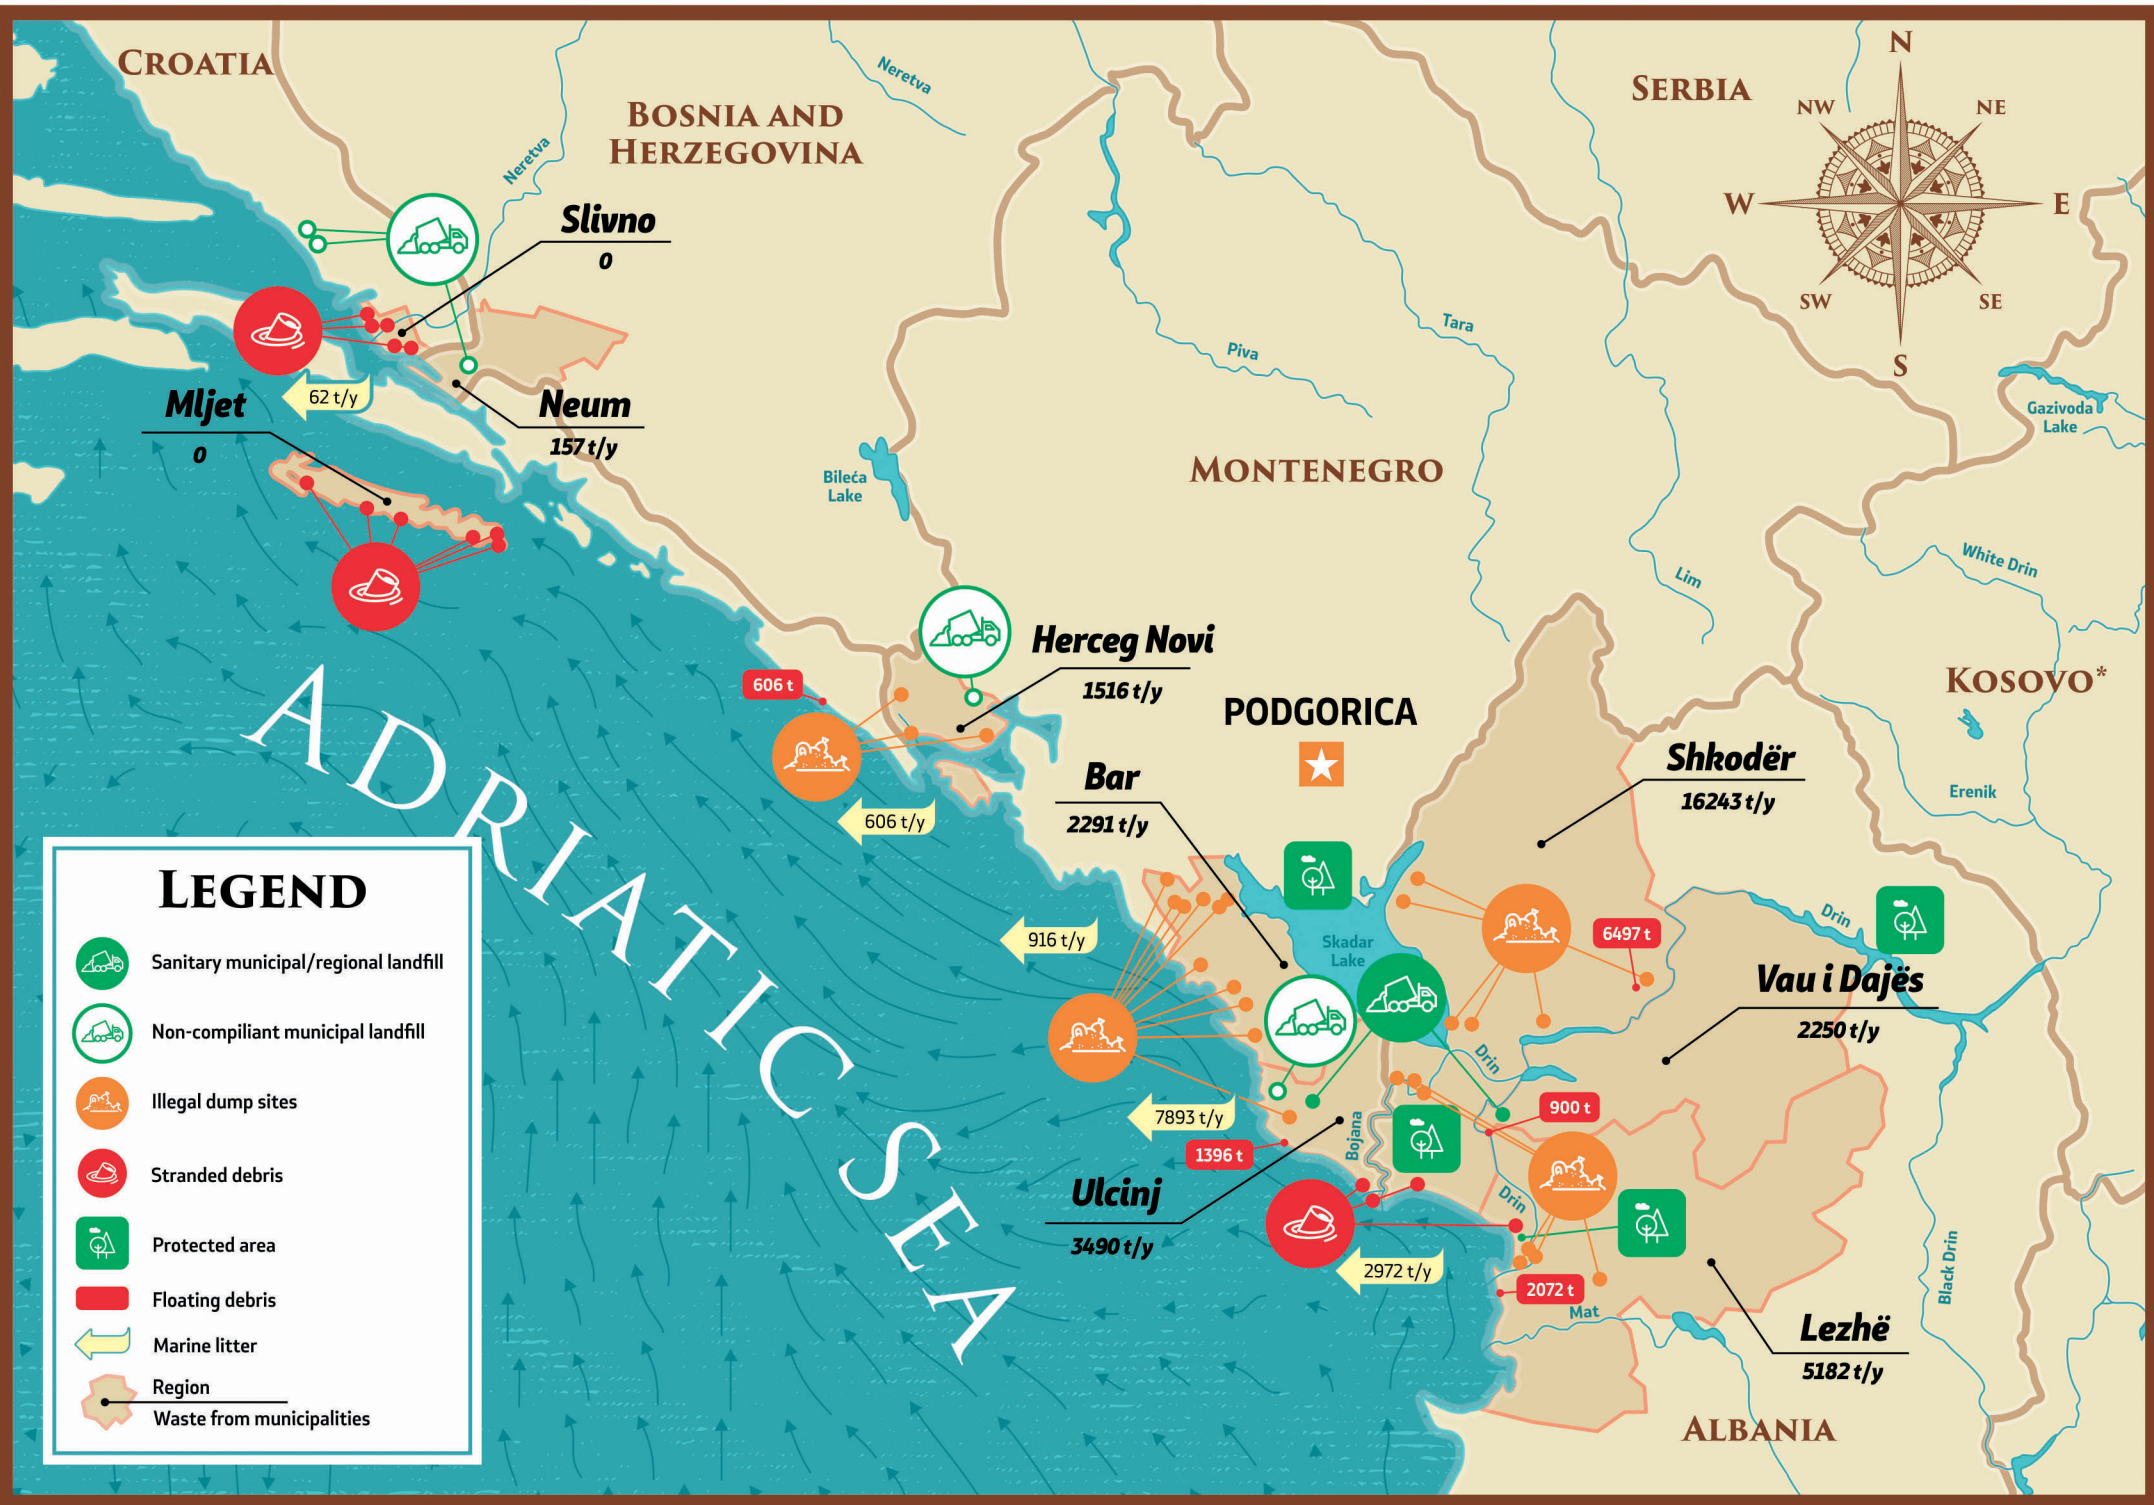 CROATIA
BOSNIA AND
HERZEGOVINA
Neretva
Neretva
SERBIA
N
NW
NE
W
E
SW
SE
S
Slivno
0
Tara
Piva
Gazivoda
Lake
62 t/y
Mljet
0
Neum
157 t/y
Bileća
Lake
MONTENEGRO
White Drin
Lim
Herceg Novi
1516 t/y
606 t
KOSOVO*
PODGORICA
Bar
2291 t/y
Shkodër
16243 t/y
Erenik
606 t/y
ADRIATIC SEA
916 t/y
Skadar
Lake
6497 t
Drin
Vau i Dajës
2250 t/y
Drin
7893 t/y
1396 t
Bojana
900 t
Ulcinj
3490 t/y
Drin
2972 t/y
2072 t
Mat
Black Drin
Lezhë
5182 t/y
ALBANIA
LEGEND
Sanitary municipal/regional landfill
Non-compiliant municipal landfill
Illegal dump sites
Stranded debris
Protected area
Floating debris
Marine litter
Region
Waste from municipalities